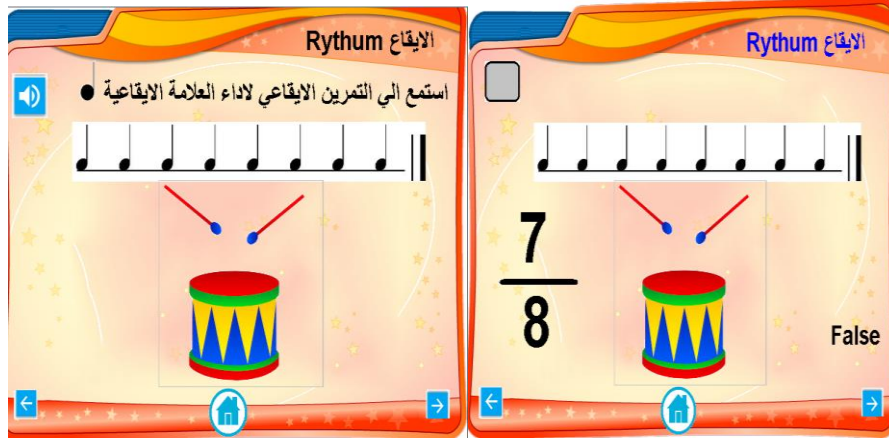 الايقاع Rythum
استمع الي التمرين الايقاعي لاداء العلامة الايقاعية
الايقاع Rythum
7
8
False